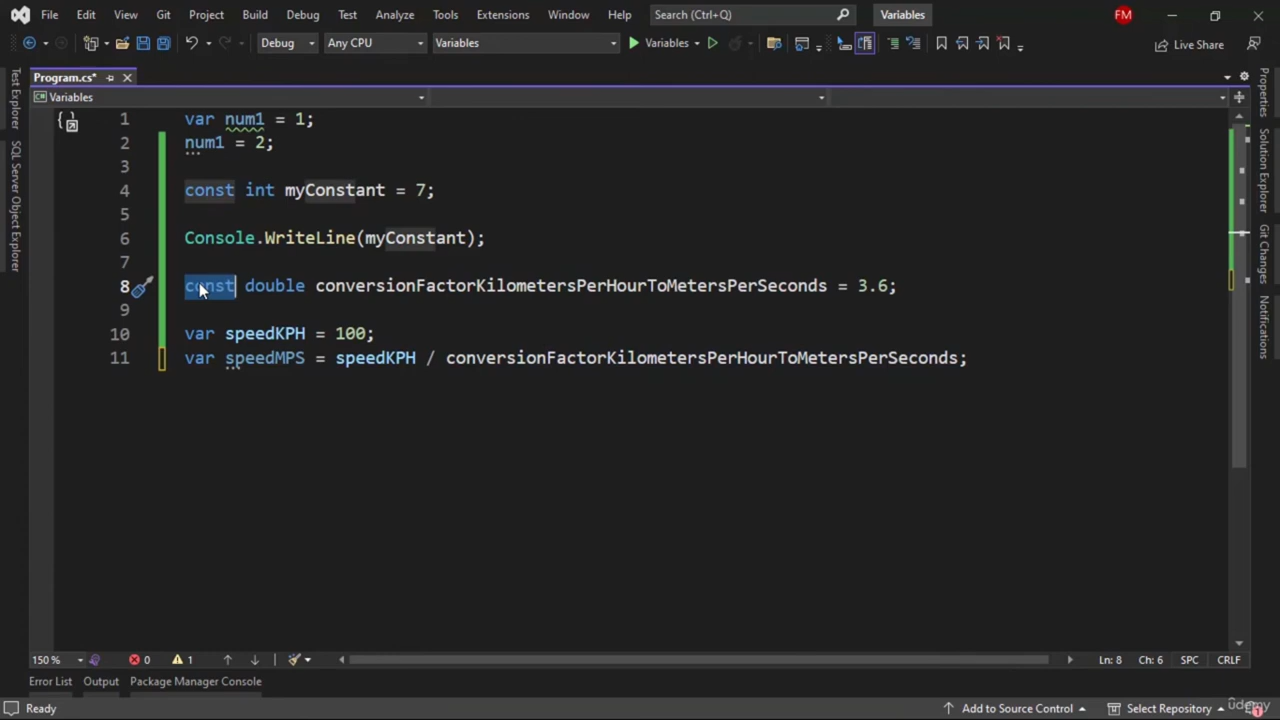 File Edit View Git Project Build Debug Test Analyze Tools Extensions Window Help Search (Ctrl+Q) Variables FM
Debug Any CPU Variables Variables Live Share
Program.cs*
Variables
1 var num1 = 1;
2 num1 = 2;
3
4 const int myConstant = 7;
5
6 Console.WriteLine(myConstant);
7
8 const double conversionFactorKilometersPerHourToMetersPerSeconds = 3.6;
9
10 var speedKPH = 100;
11 var speedMPS = speedKPH / conversionFactorKilometersPerHourToMetersPerSeconds;
Test Explorer
SQL Server Object Explorer
Properties
Solution Explorer
Git Changes
Live Share
150 % 0 1 Ln: 8 Ch: 6 SPC CRLF
Error List Output Package Manager Console
Ready Add to Source Control Select Repository 1
udemy